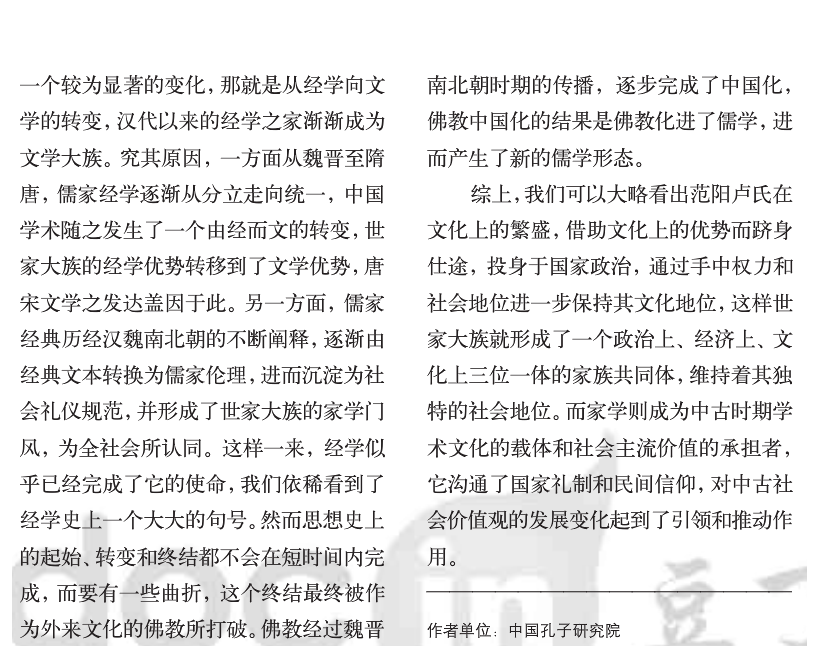 一个较为显著的变化，那就是从经学向文
学的转变，汉代以来的经学之家渐渐成为
文学大族。究其原因，一方面从魏晋至隋
唐，儒家经学逐渐从分立走向统一，中国
学术随之发生了一个由经而文的转变，世
家大族的经学优势转移到了文学优势，唐
宋文学之发达盖因于此。另一方面，儒家
经典历经汉魏南北朝的不断阐释，逐渐由
经典文本转换为儒家伦理，进而沉淀为社
会礼仪规范，并形成了世家大族的家学门
风，为全社会所认同。这样一来，经学似
乎已经完成了它的使命，我们依稀看到了
经学史上一个大大的句号。然而思想史上
的起始、转变和终结都不会在短时间内完
成，而要有一些曲折，这个终结最终被作
为外来文化的佛教所打破。佛教经过魏晋
南北朝时期的传播，逐步完成了中国化，
佛教中国化的结果是佛教化进了儒学，进
而产生了新的儒学形态。
综上，我们可以大略看出范阳卢氏在
文化上的繁盛，借助文化上的优势而跻身
仕途，投身于国家政治，通过手中权力和
社会地位进一步保持其文化地位，这样世
家大族就形成了一个政治上、经济上、文
化上三位一体的家族共同体，维持着其独
特的社会地位。而家学则成为中古时期学
术文化的载体和社会主流价值的承担者，
它沟通了国家礼制和民间信仰，对中古社
会价值观的发展变化起到了引领和推动作
用。
作者单位：中国孔子研究院
docin
豆